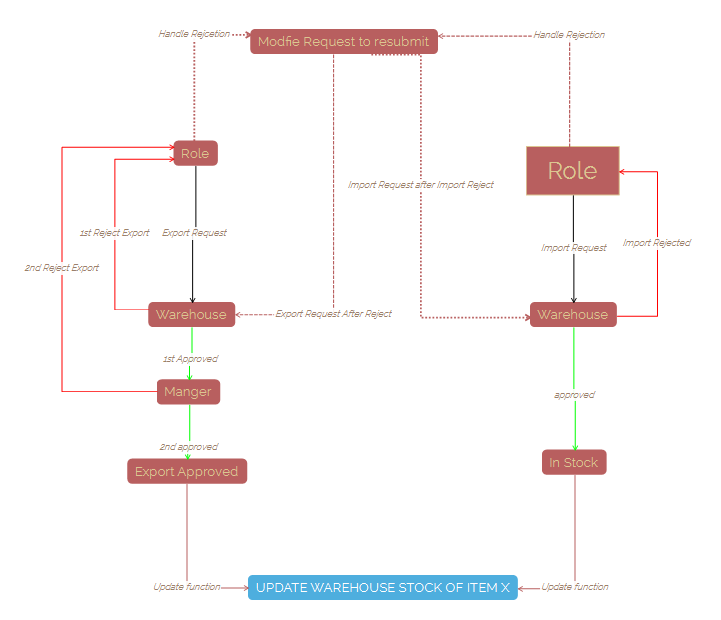 Handle Rejcetion
Modfie Request to resubmit
Handle Rejection
Role
Role
Import Request after Import Reject
1st Reject Export
Export Request
Import Request
Import Rejected
2nd Reject Export
Warehouse
Export Request After Reject
Warehouse
1st Approved
Manger
approved
2nd approved
Export Approved
In Stock
Update function
UPDATE WAREHOUSE STOCK OF ITEM X
Update function